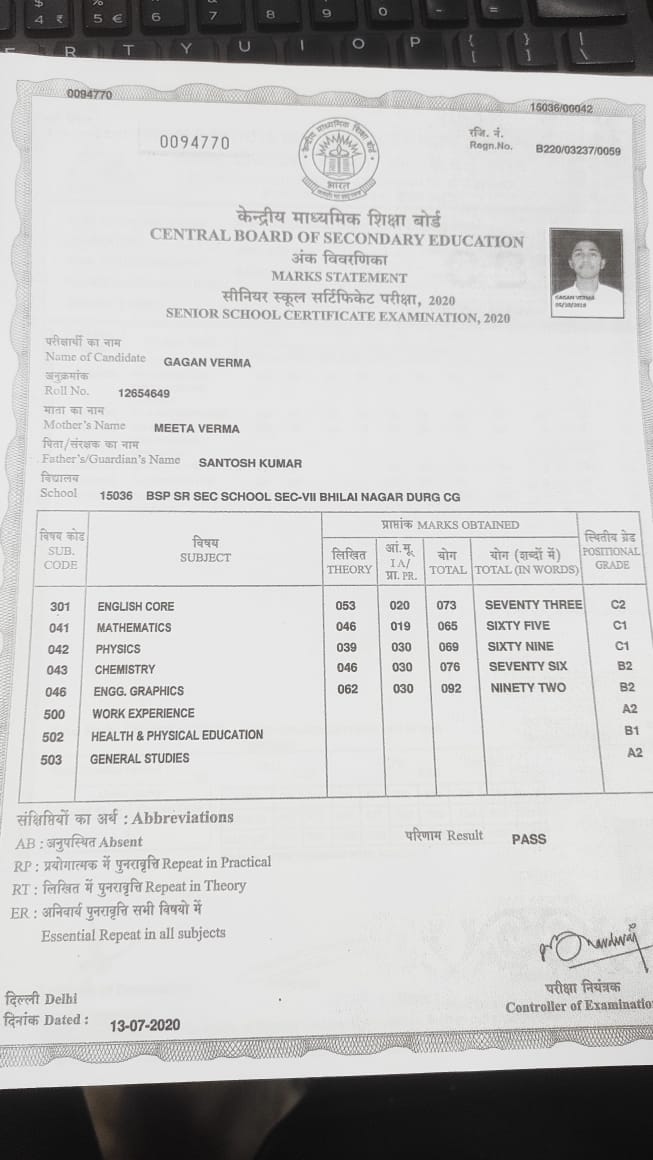 $ 4 ₹ % 5 € 6 7 8 9 0 - =
E R T Y U I O P { [ } ] | \
0094770
15036/00042
0094770
रजि. नं.
Regn.No. B220/03237/0059
भारत
केन्द्रीय माध्यमिक शिक्षा बोर्ड
CENTRAL BOARD OF SECONDARY EDUCATION
अंक विवरणिका
MARKS STATEMENT
सीनियर स्कूल सर्टिफिकेट परीक्षा, 2020
SENIOR SCHOOL CERTIFICATE EXAMINATION, 2020
GAGAN VERMA
परीक्षार्थी का नाम
Name of Candidate GAGAN VERMA
अनुक्रमांक
Roll No. 12654649
माता का नाम
Mother's Name MEETA VERMA
पिता/संरक्षक का नाम
Father's/Guardian's Name SANTOSH KUMAR
विद्यालय
School 15036 BSP SR SEC SCHOOL SEC-VII BHILAI NAGAR DURG CG
विषय कोड
SUB.
CODE
विषय
SUBJECT
प्राप्तांक MARKS OBTAINED
लिखित
THEORY
आं.मू.
I A/
प्रा. PR.
योग
TOTAL
योग (शब्दों में)
TOTAL (IN WORDS)
स्थितीय ग्रेड
POSITIONAL
GRADE
301 ENGLISH CORE 053 020 073 SEVENTY THREE C2
041 MATHEMATICS 046 019 065 SIXTY FIVE C1
042 PHYSICS 039 030 069 SIXTY NINE C1
043 CHEMISTRY 046 030 076 SEVENTY SIX B2
046 ENGG. GRAPHICS 062 030 092 NINETY TWO B2
500 WORK EXPERIENCE A2
502 HEALTH & PHYSICAL EDUCATION B1
503 GENERAL STUDIES A2
संक्षिप्तियों का अर्थ : Abbreviations
AB : अनुपस्थित Absent
परिणाम Result PASS
RP : प्रयोगात्मक में पुनरावृत्ति Repeat in Practical
RT : लिखित में पुनरावृत्ति Repeat in Theory
ER : अनिवार्य पुनरावृत्ति सभी विषयो में
Essential Repeat in all subjects
दिल्ली Delhi
दिनांक Dated : 13-07-2020
परीक्षा नियंत्रक
Controller of Examinatio